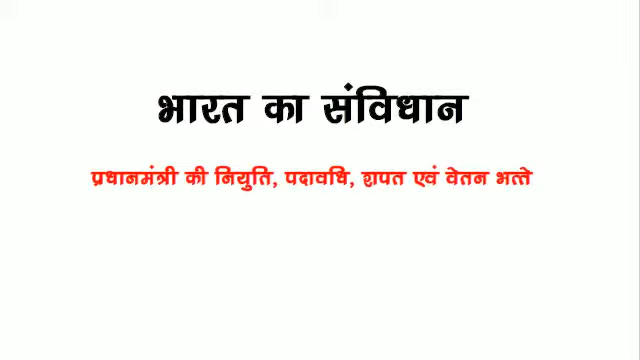 भारत का संविधान
प्रधानमंत्री की नियुति, पदावधि, शपत एवं वेतन भत्ते